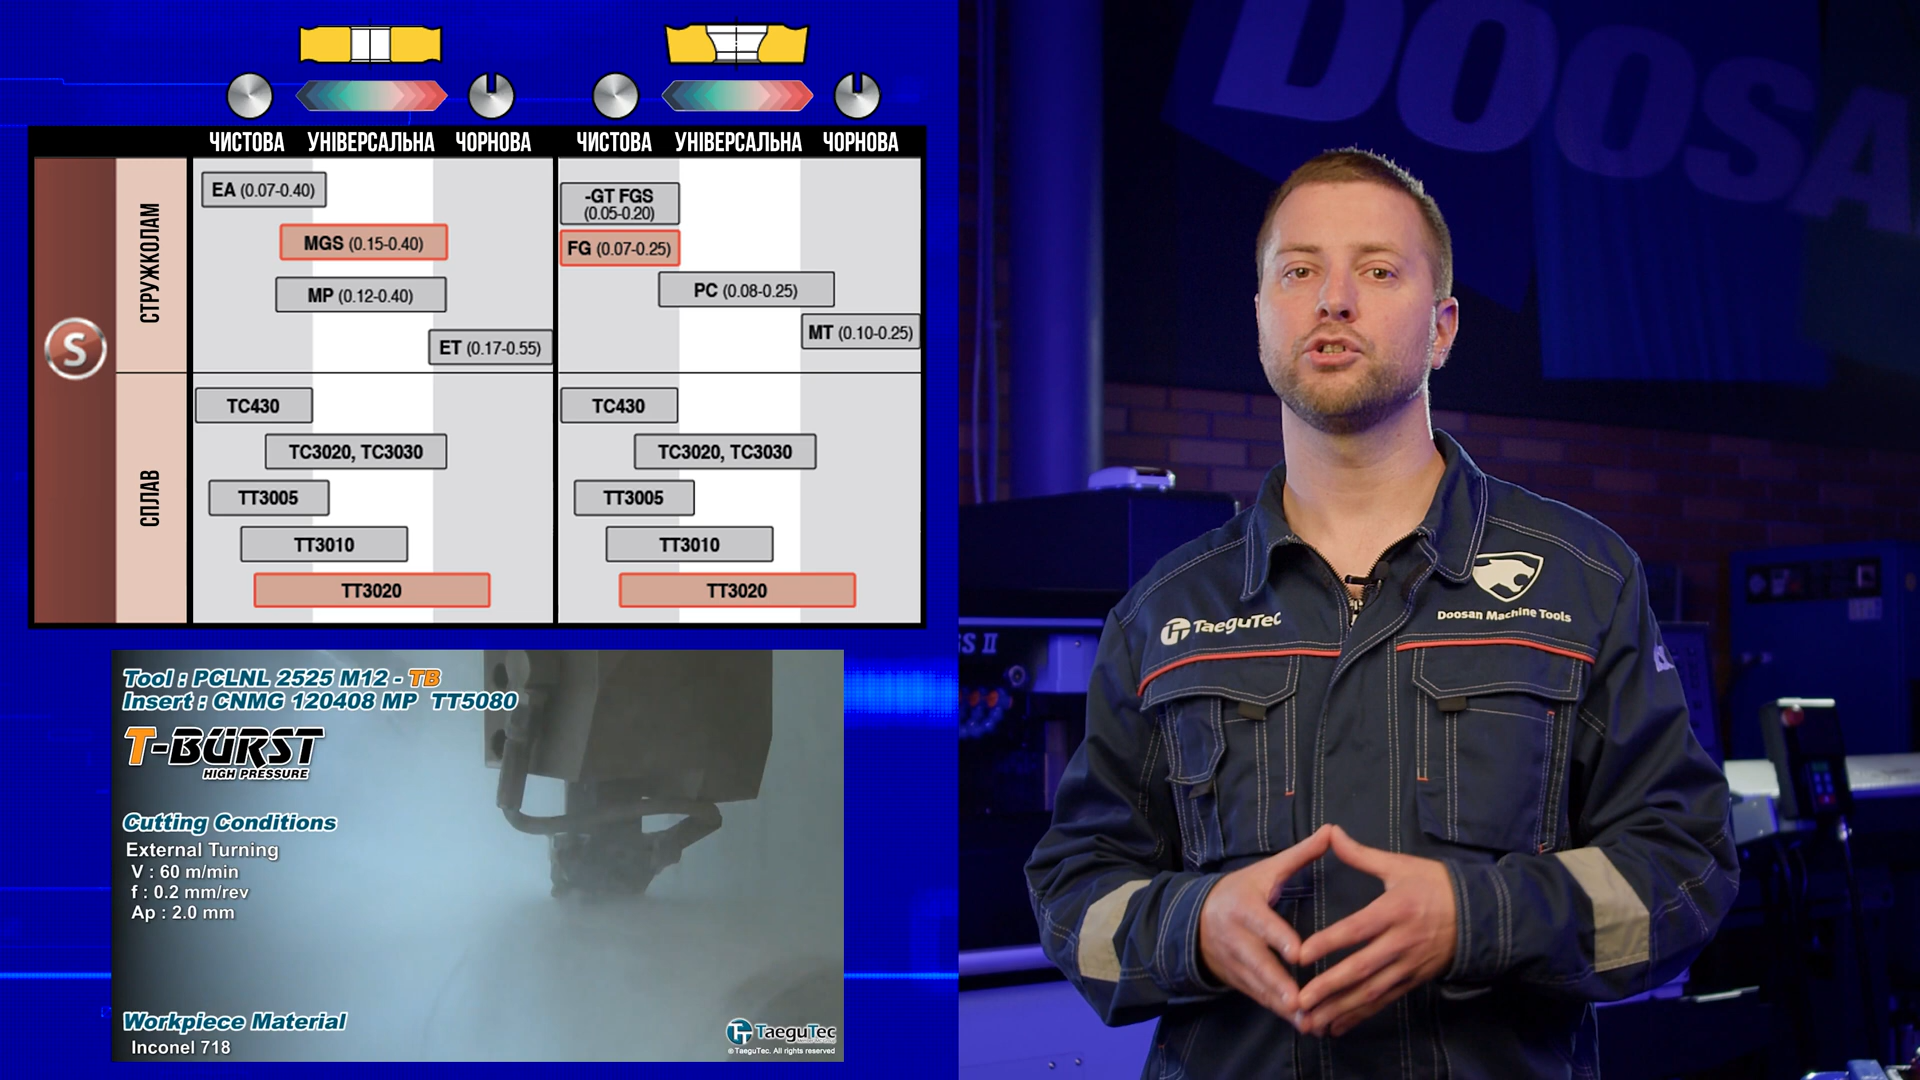 ЧИСТОВА УНІВЕРСАЛЬНА ЧОРНОВА ЧИСТОВА УНІВЕРСАЛЬНА ЧОРНОВА
S
СТРУЖКОЛАМ
EA (0.07-0.40)
MGS (0.15-0.40)
MP (0.12-0.40)
ET (0.17-0.55)
-GT FGS
(0.05-0.20)
FG (0.07-0.25)
PC (0.08-0.25)
MT (0.10-0.25)
СПЛАВ
TC430
TC3020, TC3030
TT3005
TT3010
TT3020
TC430
TC3020, TC3030
TT3005
TT3010
TT3020
Tool : PCLNL 2525 M12 - TB
Insert : CNMG 120408 MP TT5080
T-BURST
HIGH PRESSURE
Cutting Conditions
External Turning
V : 60 m/min
f : 0.2 mm/rev
Ap : 2.0 mm
Workpiece Material
Inconel 718
TaeguTec
© TaeguTec. All rights reserved
DOOSA
TaeguTec
Doosan Machine Tools